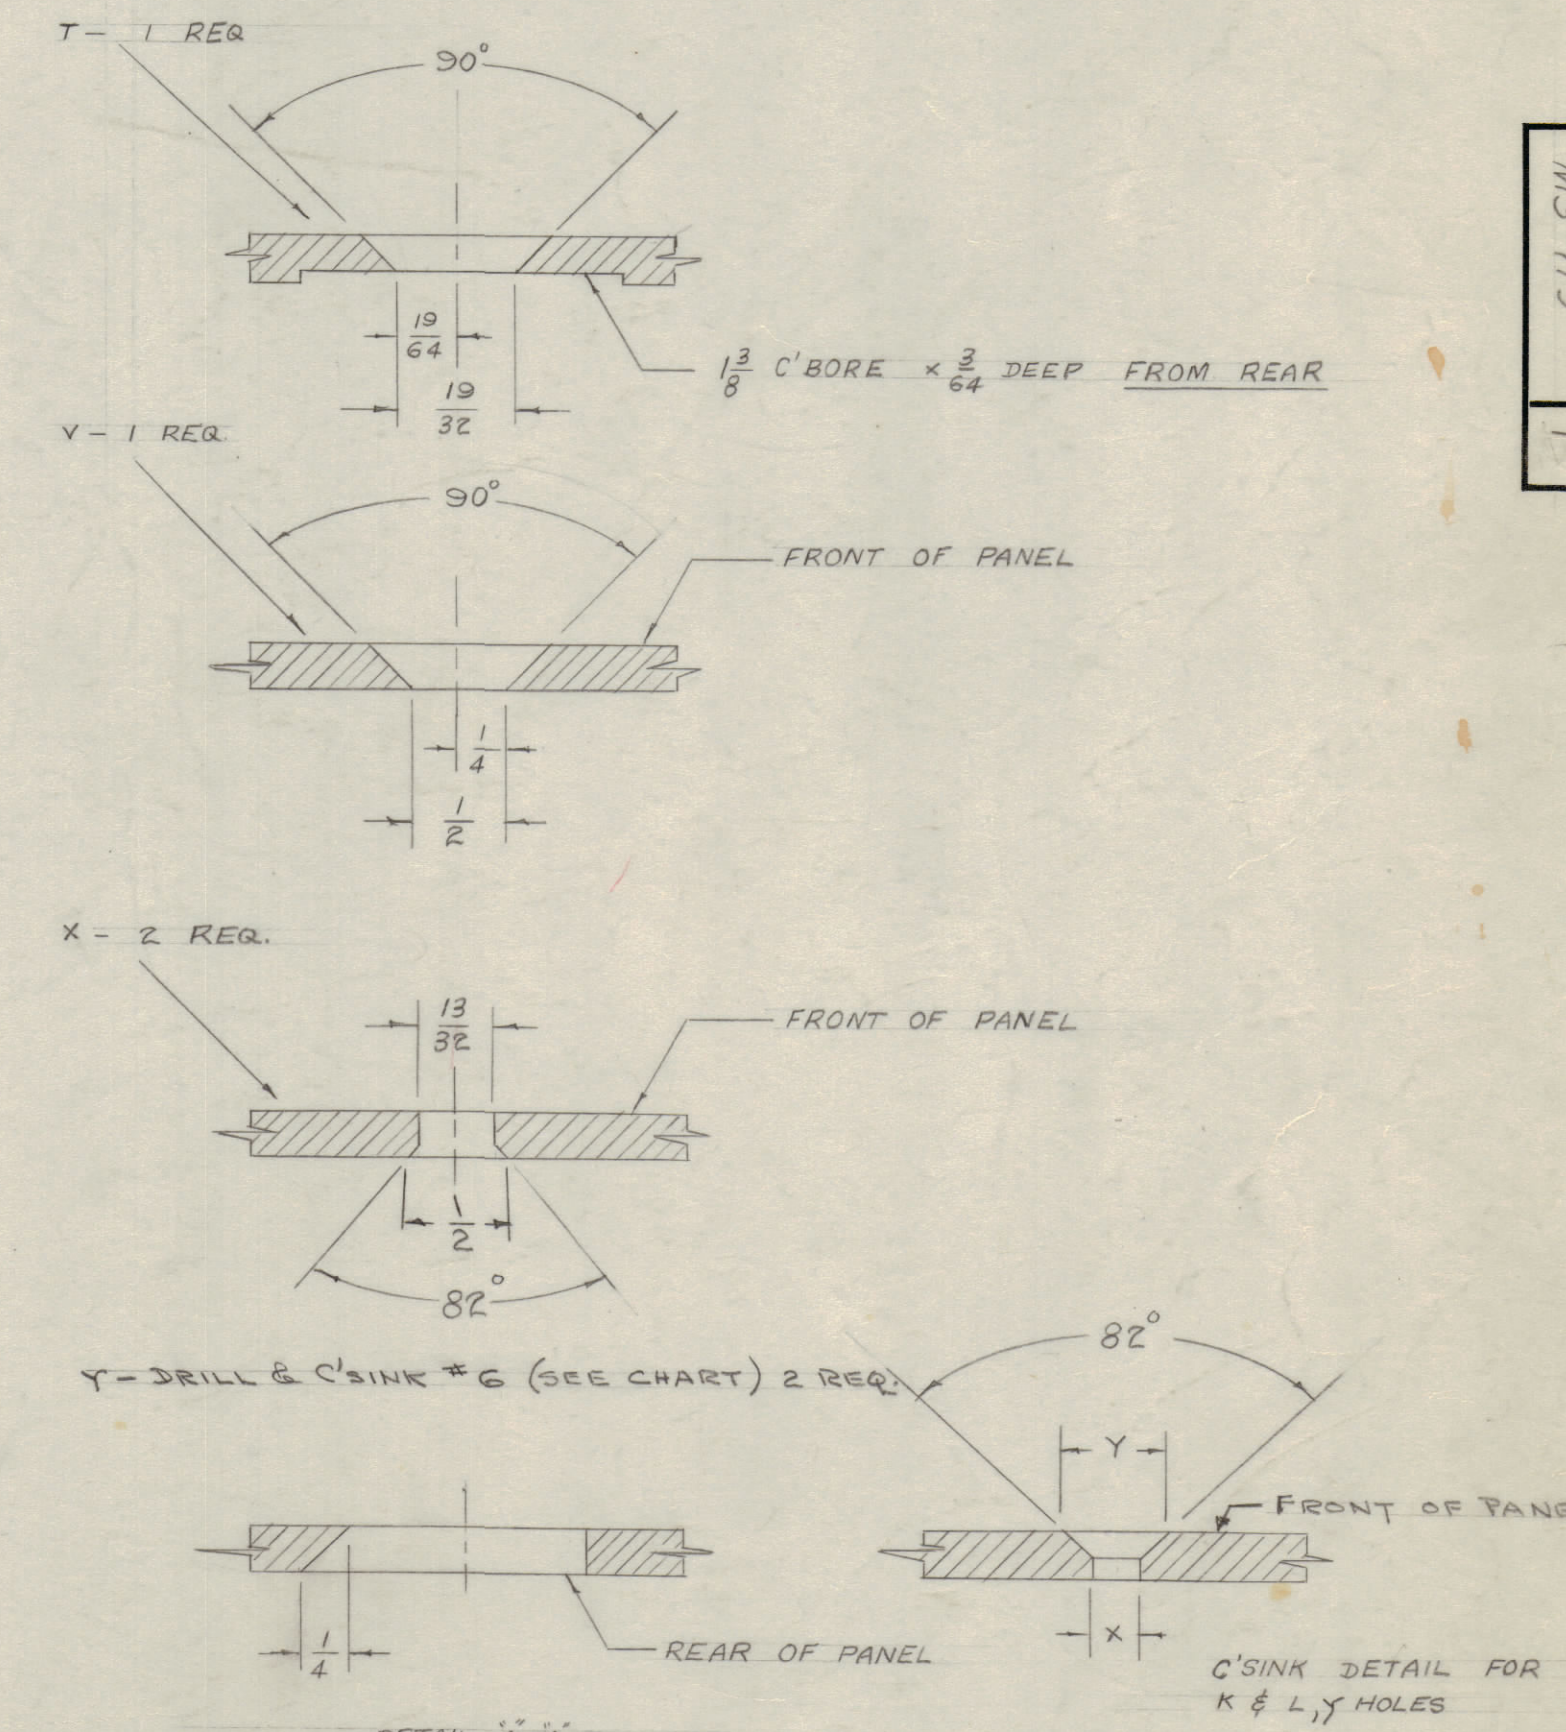 T - 1 REQ
90°
19/64
19/32
1 3/8 C'BORE × 3/64 DEEP FROM REAR
V - 1 REQ.
90°
FRONT OF PANEL
1/4
1/2
X - 2 REQ.
13/32
FRONT OF PANEL
1/2
82°
Y - DRILL & C'SINK #6 (SEE CHART) 2 REQ.
82°
Y
FRONT OF
1/4
REAR OF PANEL
X
C'SINK DETAIL FOR
K & L, Y HOLES